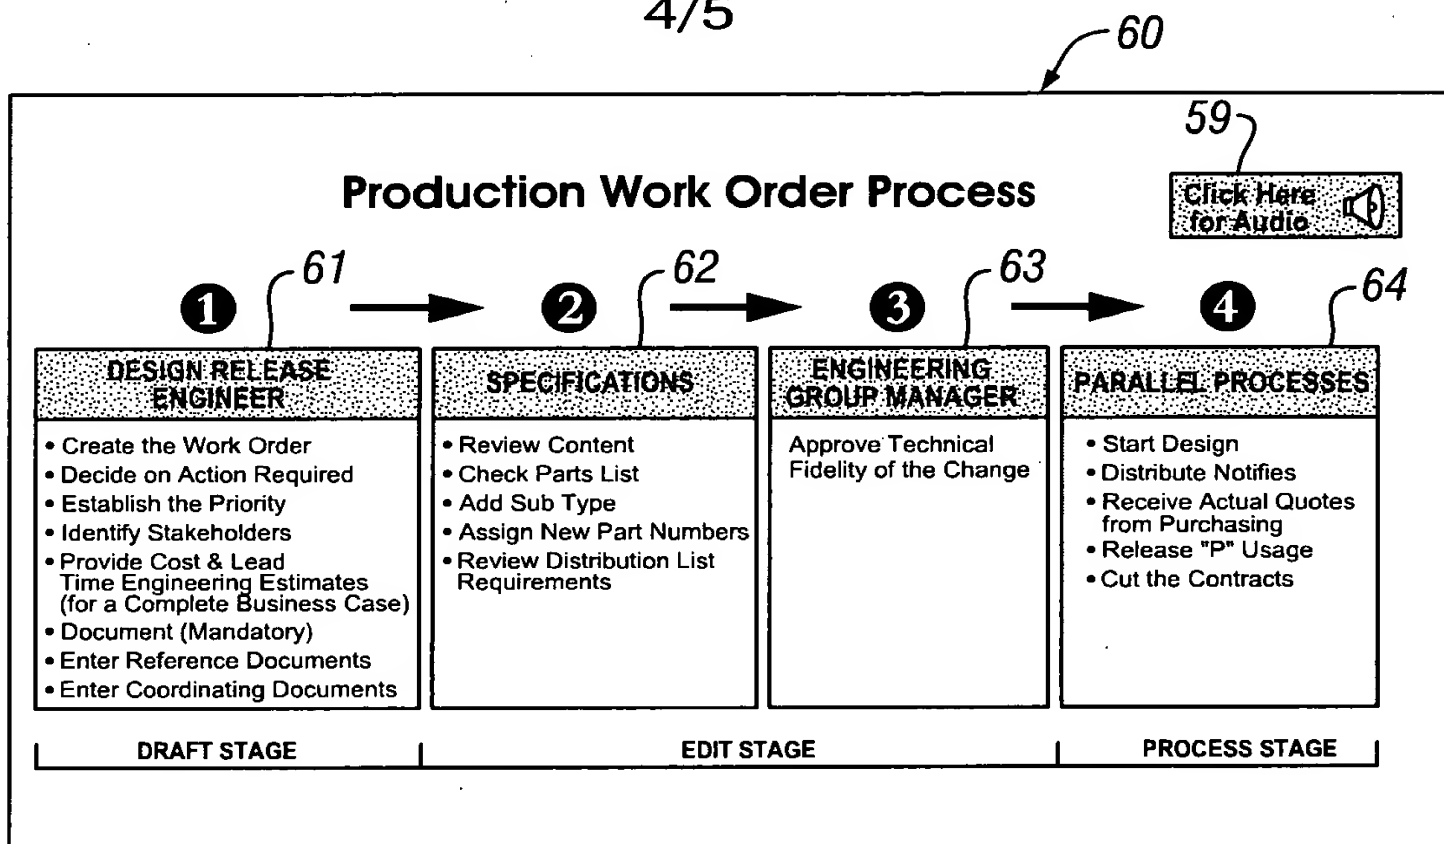 4/5
60
59
Production Work Order Process
Click Here
for Audio
61
62
63
64
1
2
3
4
DESIGN RELEASE
ENGINEER
• Create the Work Order
• Decide on Action Required
• Establish the Priority
• Identify Stakeholders
• Provide Cost & Lead
Time Engineering Estimates
(for a Complete Business Case)
• Document (Mandatory)
• Enter Reference Documents
• Enter Coordinating Documents
SPECIFICATIONS
• Review Content
• Check Parts List
• Add Sub Type
• Assign New Part Numbers
• Review Distribution List
Requirements
ENGINEERING
GROUP MANAGER
Approve Technical
Fidelity of the Change
PARALLEL PROCESSES
• Start Design
• Distribute Notifies
• Receive Actual Quotes
from Purchasing
• Release "P" Usage
• Cut the Contracts
DRAFT STAGE
EDIT STAGE
PROCESS STAGE